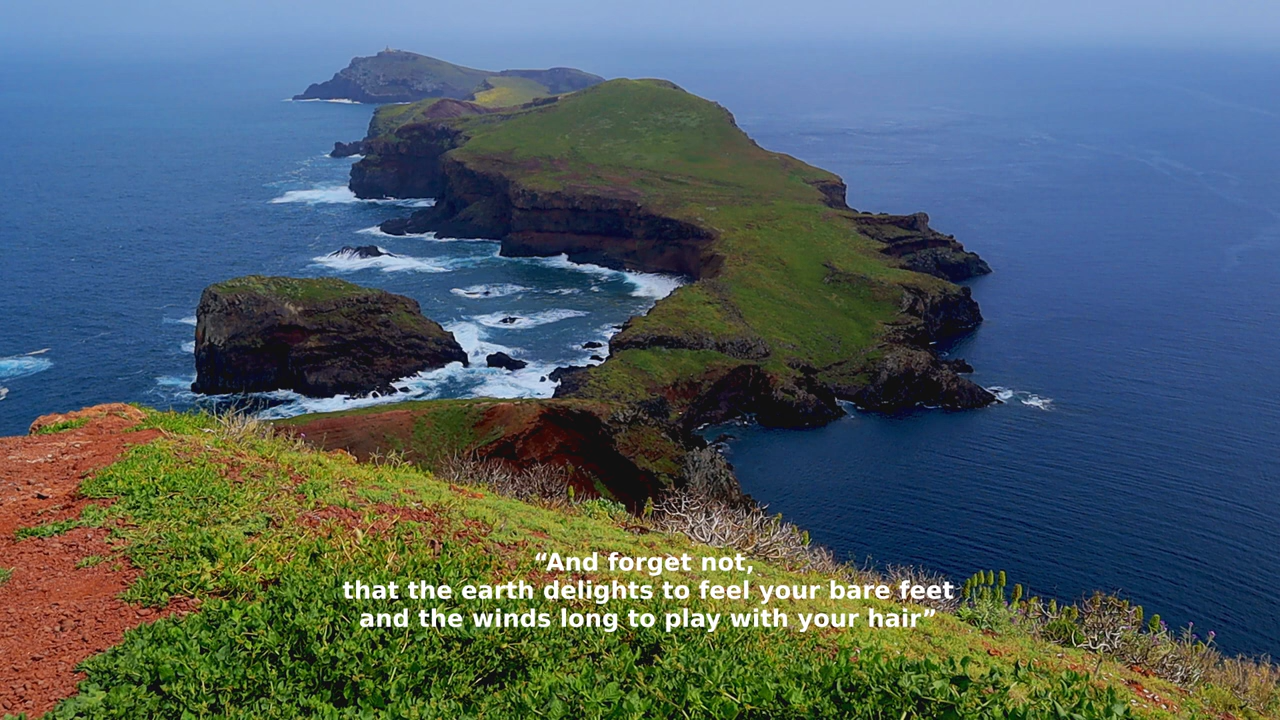 “And forget not,
that the earth delights to feel your bare feet
and the winds long to play with your hair”